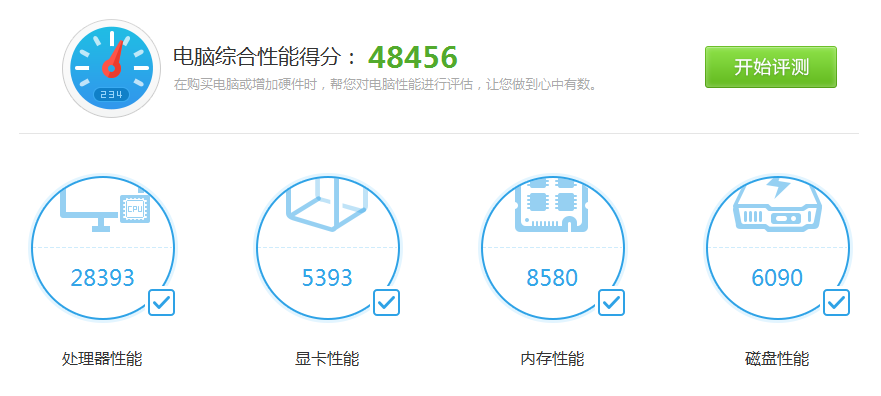 电脑综合性能得分： 48456
开始评测
在购买电脑或增加硬件时，帮您对电脑性能进行评估，让您做到心中有数。
234
CPU
28393
5393
8580
6090
处理器性能
显卡性能
内存性能
磁盘性能